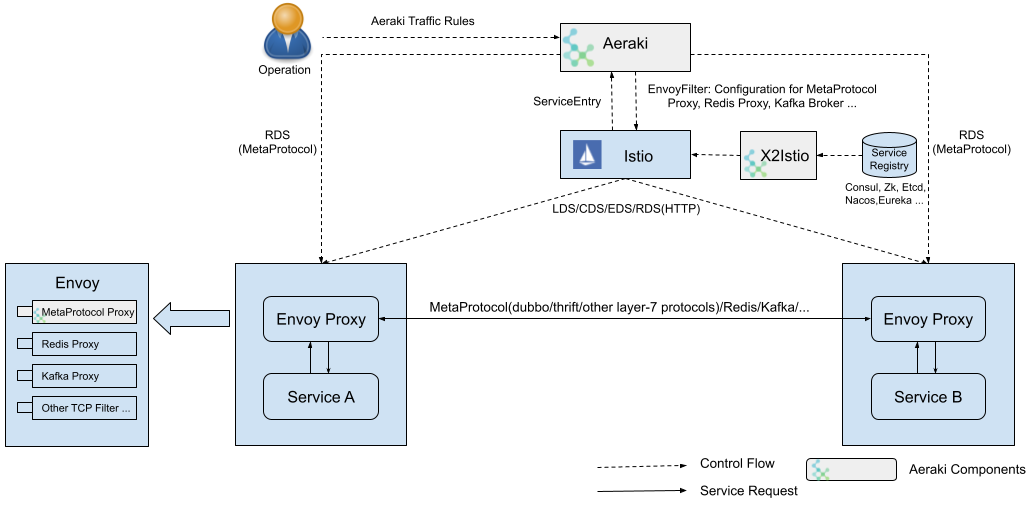 Aeraki Traffic Rules
Operation
Aeraki
ServiceEntry
EnvoyFilter: Configuration for MetaProtocol
Proxy, Redis Proxy, Kafka Broker ...
RDS
(MetaProtocol)
Istio
X2Istio
Service
Registry
Consul, Zk, Etcd,
Nacos,Eureka ...
RDS
(MetaProtocol)
LDS/CDS/EDS/RDS(HTTP)
Envoy
MetaProtocol Proxy
Redis Proxy
Kafka Proxy
Other TCP Filter ...
Envoy Proxy
Service A
MetaProtocol(dubbo/thrift/other layer-7 protocols)/Redis/Kafka/...
Envoy Proxy
Service B
Control Flow
Service Request
Aeraki Components